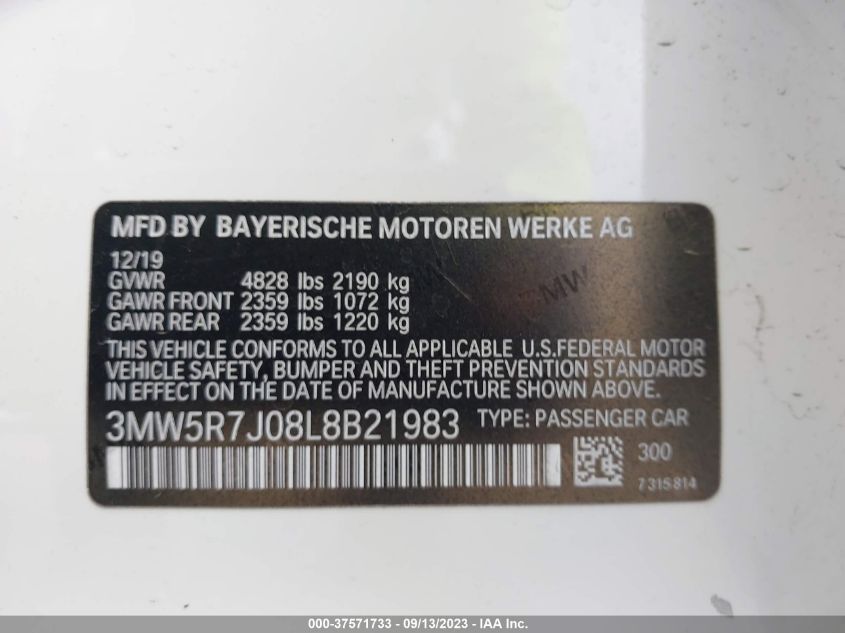 MFD BY BAYERISCHE MOTOREN WERKE AG
12/19
GVWR 4828 lbs 2190 kg
GAWR FRONT 2359 lbs 1072 kg
GAWR REAR 2359 lbs 1220 kg
THIS VEHICLE CONFORMS TO ALL APPLICABLE U.S.FEDERAL MOTOR
VEHICLE SAFETY, BUMPER AND THEFT PREVENTION STANDARDS
IN EFFECT ON THE DATE OF MANUFACTURE SHOWN ABOVE.
3MW5R7J08L8B21983 TYPE: PASSENGER CAR
300
7315814
000-37571733 - 09/13/2023 - IAAI.COM